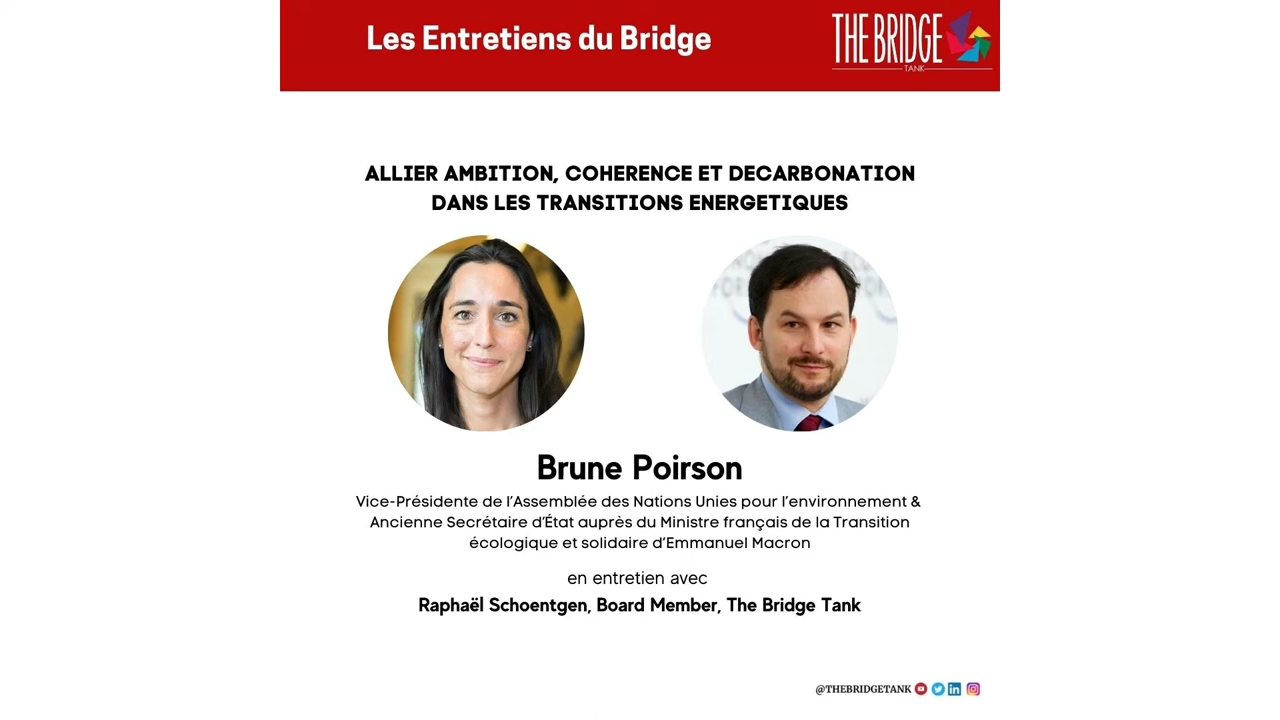 Les Entretiens du Bridge
THE BRIDGE
TANK
ALLIER AMBITION, COHERENCE ET DECARBONATION
DANS LES TRANSITIONS ENERGETIQUES
Brune Poirson
Vice-Présidente de l'Assemblée des Nations Unies pour l'environnement &
Ancienne Secrétaire d'État auprès du Ministre français de la Transition
écologique et solidaire d'Emmanuel Macron
en entretien avec
Raphaël Schoentgen, Board Member, The Bridge Tank
@THEBRIDGETANK